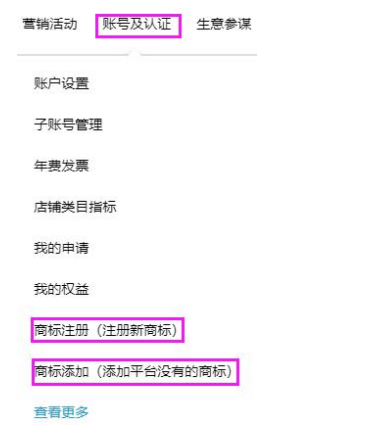 营销活动 账号及认证 生意参谋
账户设置
子账号管理
年费发票
店铺类目指标
我的申请
我的权益
商标注册（注册新商标）
商标添加（添加平台没有的商标）
查看更多